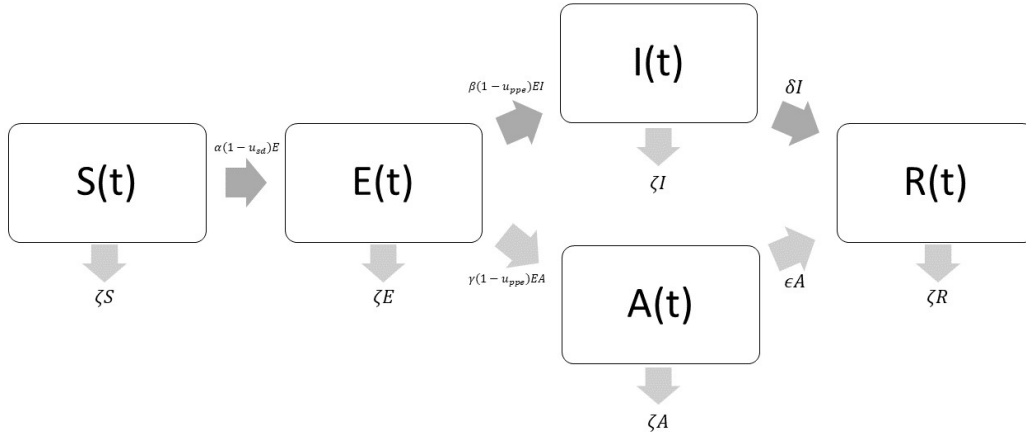 S(t)
α(1 − u_sd)E
E(t)
β(1 − u_ppe)EI
γ(1 − u_ppe)EA
I(t)
A(t)
δI
ϵA
R(t)
ζS
ζE
ζI
ζA
ζR